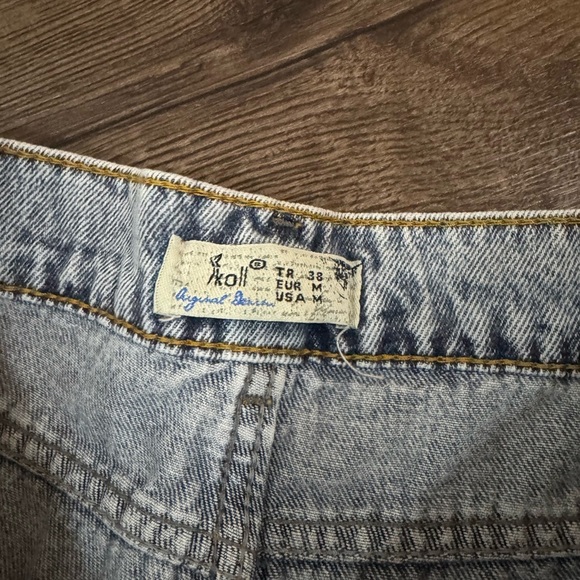 Koll ®
Original Denim
TR 38
EUR M
USA M